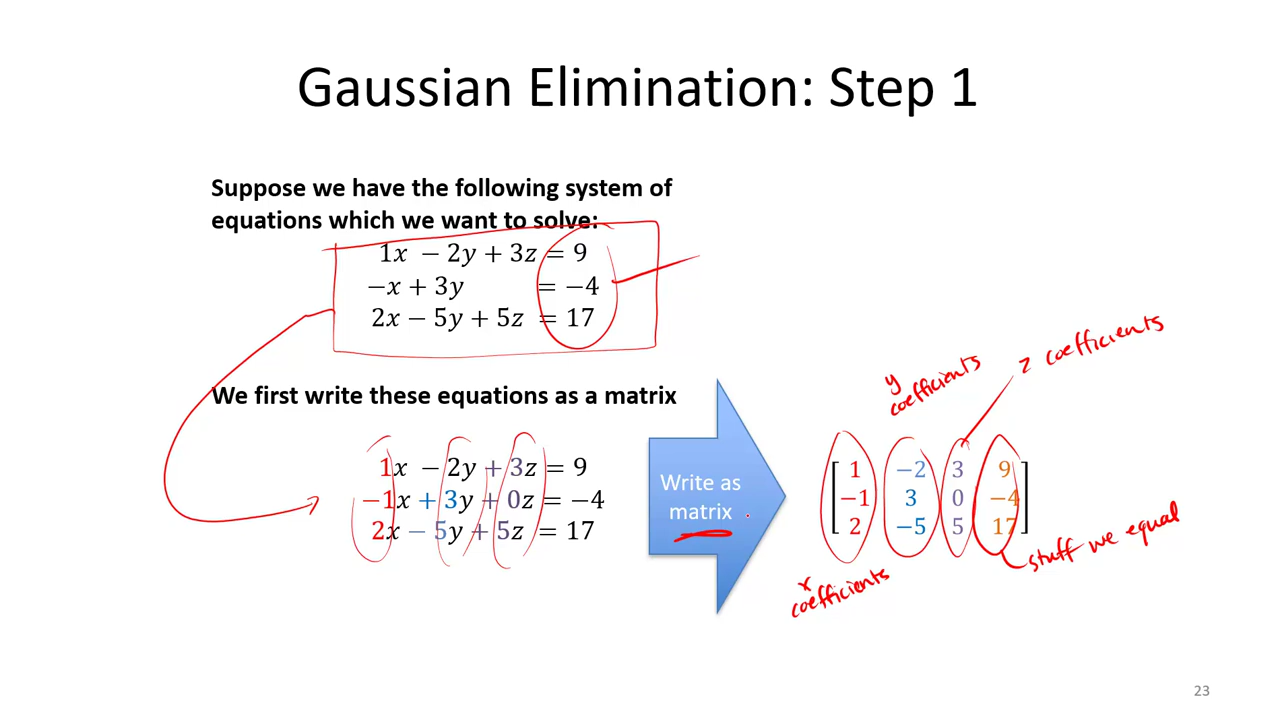 Gaussian Elimination: Step 1
Suppose we have the following system of
equations which we want to solve:
1x − 2y + 3z = 9
−x + 3y = −4
2x − 5y + 5z = 17
We first write these equations as a matrix
1x − 2y + 3z = 9
−1x + 3y + 0z = −4
2x − 5y + 5z = 17
Write as
matrix
y
coefficients
z coefficients
1 −2 3 9
−1 3 0 −4
2 −5 5 17
x
coefficients
stuff we equal
23